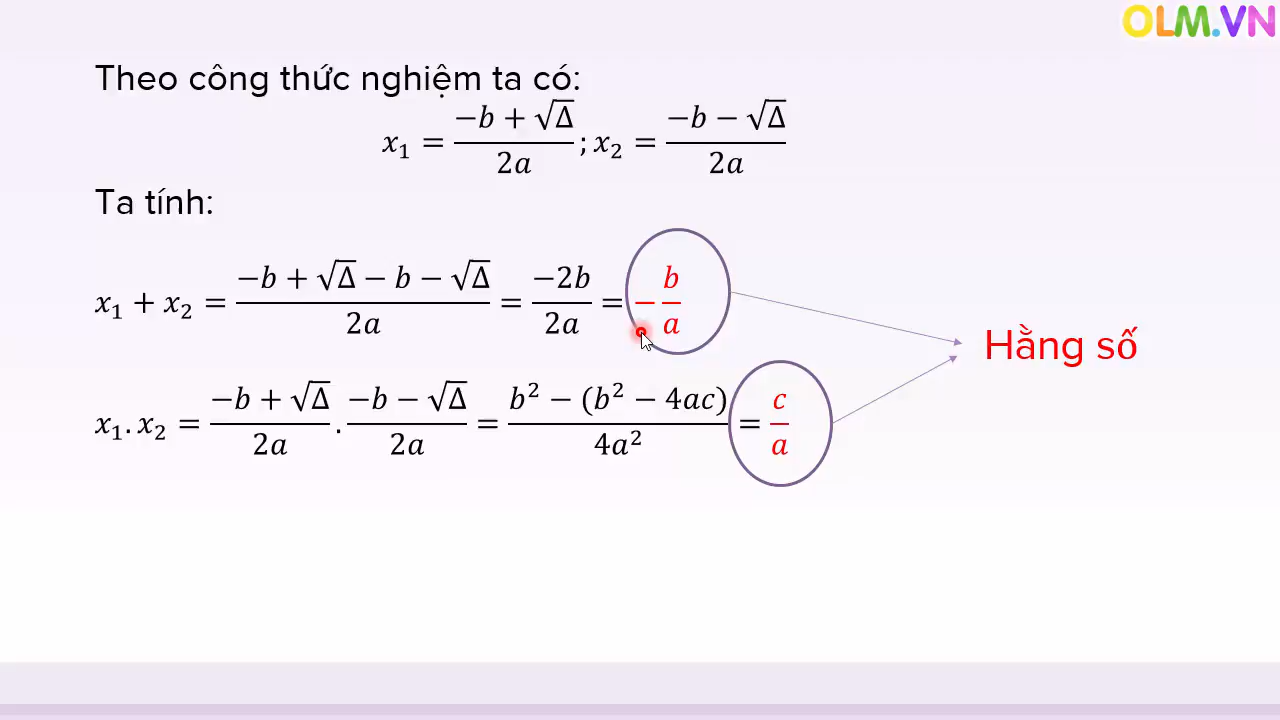 OLM.VN
Theo công thức nghiệm ta có:
x₁ = (−b + √Δ)/(2a) ; x₂ = (−b − √Δ)/(2a)
Ta tính:
x₁ + x₂ = (−b + √Δ − b − √Δ)/(2a) = (−2b)/(2a) = −b/a
Hằng số
x₁. x₂ = (−b + √Δ)/(2a) . (−b − √Δ)/(2a) = (b² − (b² − 4ac))/(4a²) = c/a